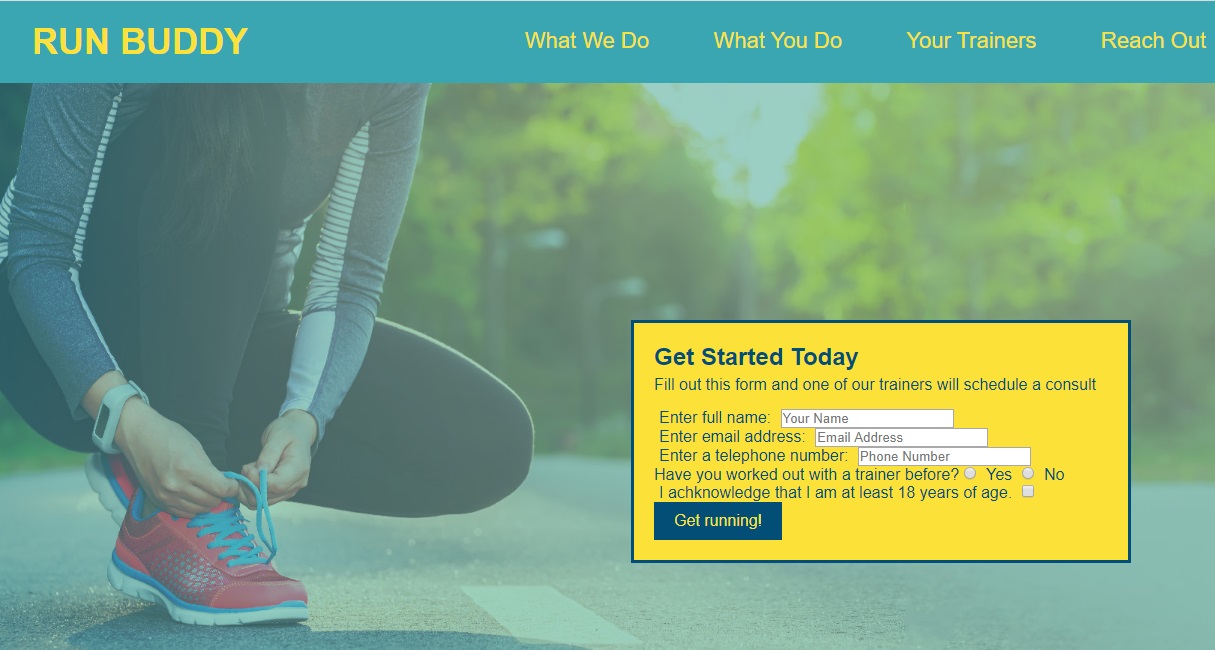 RUN BUDDY
What We Do What You Do Your Trainers Reach Out
Get Started Today
Fill out this form and one of our trainers will schedule a consult
Enter full name: Your Name
Enter email address: Email Address
Enter a telephone number: Phone Number
Have you worked out with a trainer before? Yes No
I achknowledge that I am at least 18 years of age.
Get running!